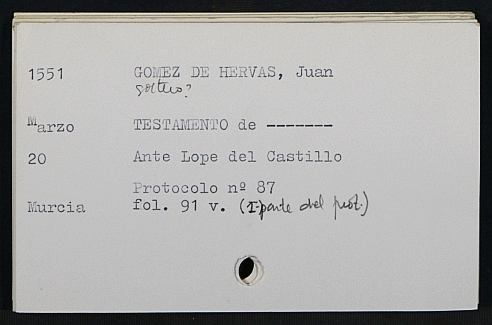 1551 GOMEZ DE HERVAS, Juan
soltero?
Marzo TESTAMENTO de -------
20 Ante Lope del Castillo
Protocolo nº 87
Murcia fol. 91 v. (I parte del prot.)